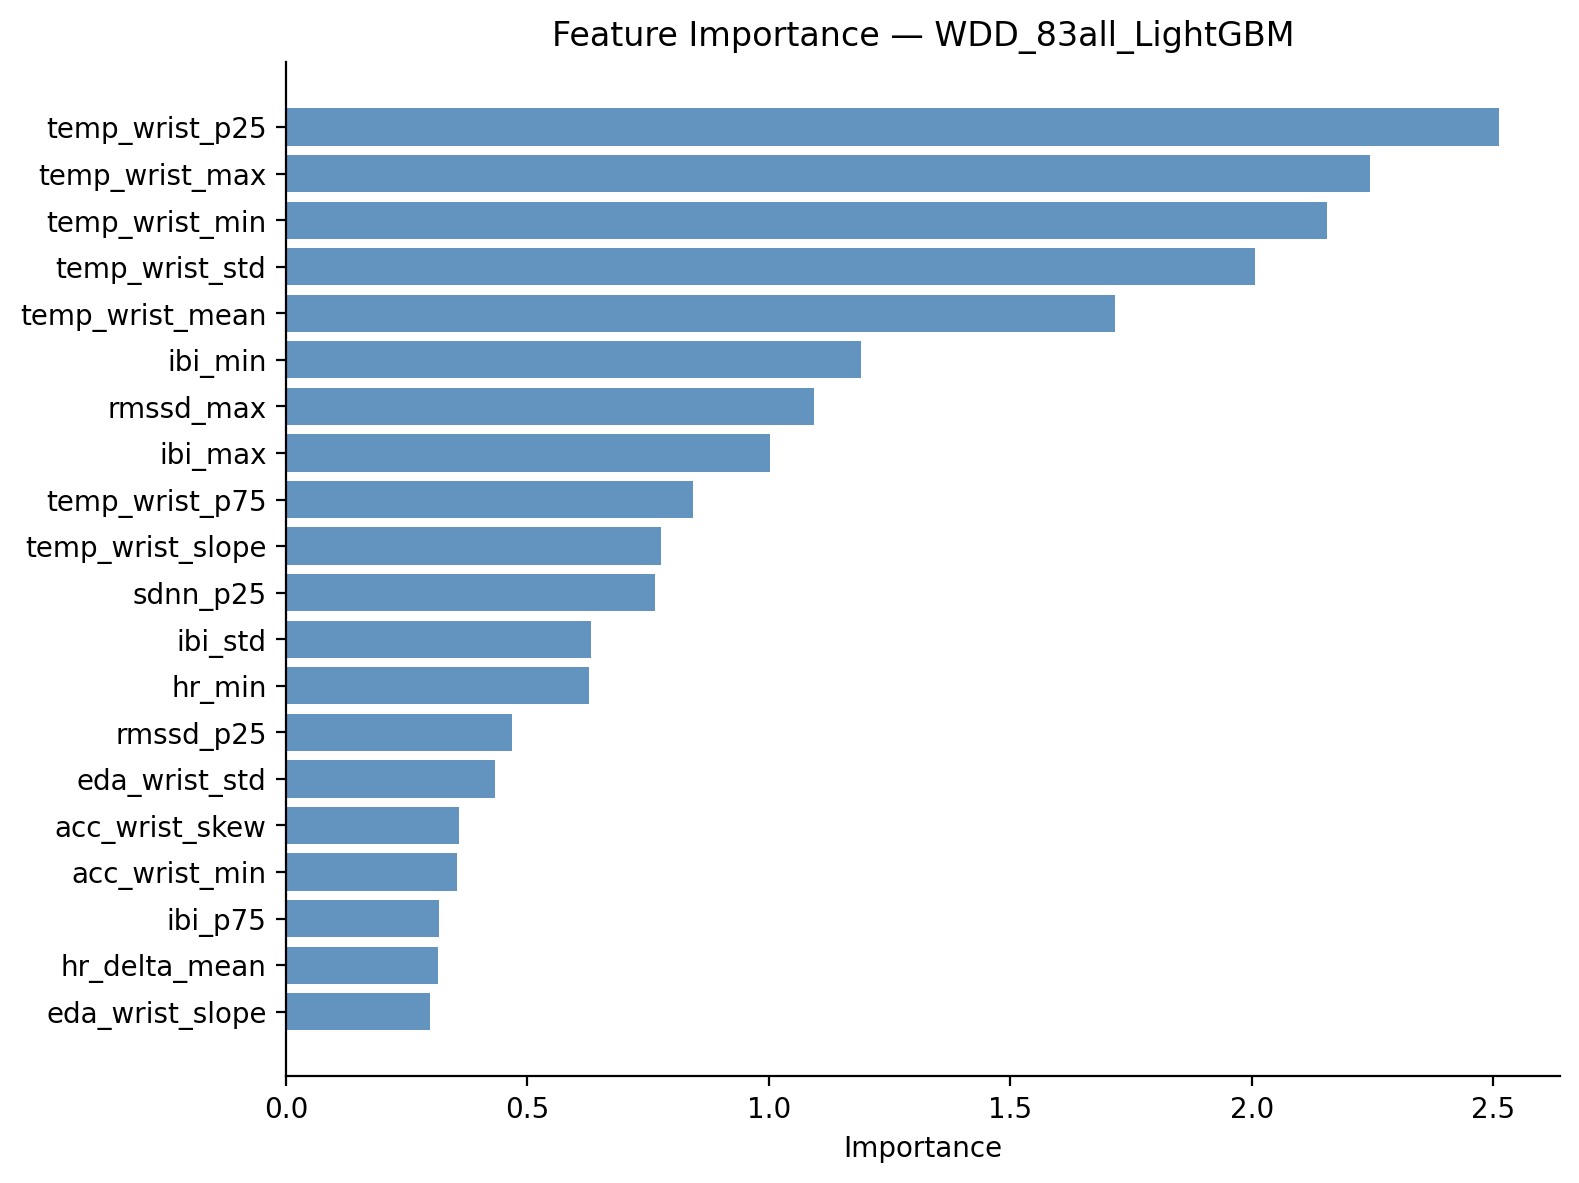 Feature Importance — WDD_83all_LightGBM
temp_wrist_p25
temp_wrist_max
temp_wrist_min
temp_wrist_std
temp_wrist_mean
ibi_min
rmssd_max
ibi_max
temp_wrist_p75
temp_wrist_slope
sdnn_p25
ibi_std
hr_min
rmssd_p25
eda_wrist_std
acc_wrist_skew
acc_wrist_min
ibi_p75
hr_delta_mean
eda_wrist_slope
0.0 0.5 1.0 1.5 2.0 2.5
Importance